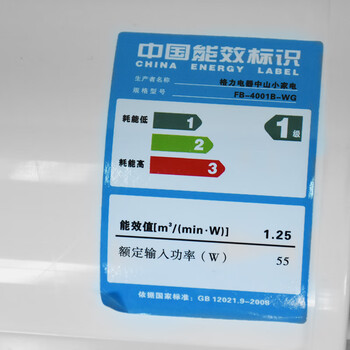 中国能效标识
CHINA ENERGY LABEL
生产者名称 格力电器中山小家电
规格型号 FB-4001B-WG
耗能低
1
1级
2
耗能高
3
能效值[m³/(min·W)] 1.25
额定输入功率(W) 55
依据国家标准:GB 12021.9-2008